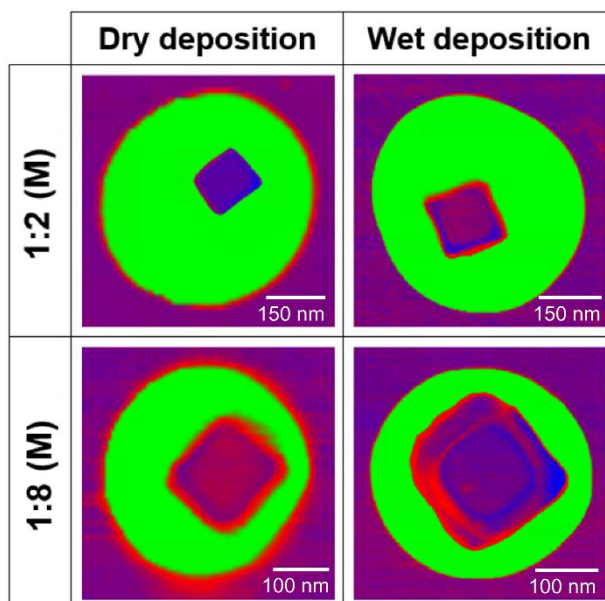 Dry deposition
Wet deposition
1:2 (M)
150 nm
150 nm
1:8 (M)
100 nm
100 nm